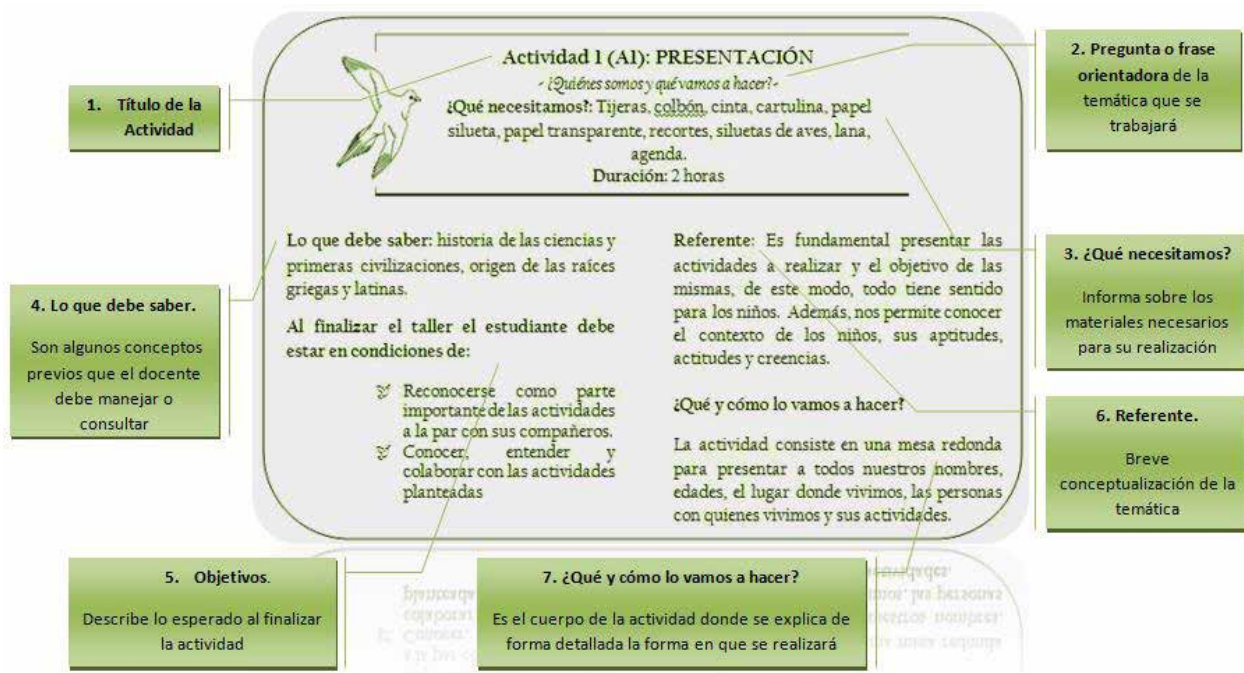 Actividad 1 (A1): PRESENTACIÓN
- ¿Quiénes somos y qué vamos a hacer?-
¿Qué necesitamos?: Tijeras, colbón, cinta, cartulina, papel
silueta, papel transparente, recortes, siluetas de aves, lana,
agenda.
Duración: 2 horas
1. Título de la
Actividad
2. Pregunta o frase
orientadora de la
temática que se
trabajará
Lo que debe saber: historia de las ciencias y
primeras civilizaciones, origen de las raíces
griegas y latinas.
Al finalizar el taller el estudiante debe
estar en condiciones de:
Reconocerse como parte
importante de las actividades
a la par con sus compañeros.
Conocer, entender y
colaborar con las actividades
planteadas
Referente: Es fundamental presentar las
actividades a realizar y el objetivo de las
mismas, de este modo, todo tiene sentido
para los niños. Además, nos permite conocer
el contexto de los niños, sus aptitudes,
actitudes y creencias.
¿Qué y cómo lo vamos a hacer?
La actividad consiste en una mesa redonda
para presentar a todos nuestros nombres,
edades, el lugar donde vivimos, las personas
con quienes vivimos y sus actividades.
3. ¿Qué necesitamos?
Informa sobre los
materiales necesarios
para su realización
4. Lo que debe saber.
Son algunos conceptos
previos que el docente
debe manejar o
consultar
5. Objetivos.
Describe lo esperado al finalizar
la actividad
6. Referente.
Breve
conceptualización de la
temática
7. ¿Qué y cómo lo vamos a hacer?
Es el cuerpo de la actividad donde se explica de
forma detallada la forma en que se realizará